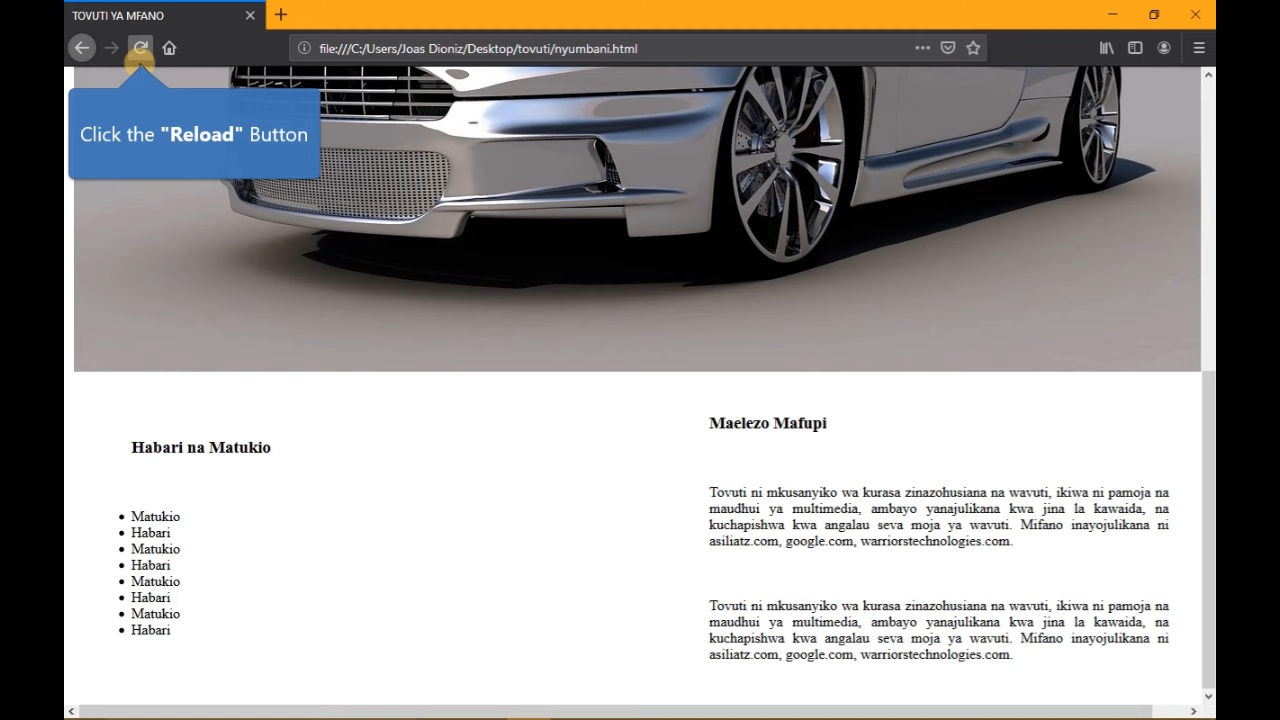 TOVUTI YA MFANO
file:///C:/Users/Joas Dioniz/Desktop/tovuti/nyumbani.html
Click the "Reload" Button
Habari na Matukio
Matukio
Habari
Matukio
Habari
Matukio
Habari
Matukio
Habari
Maelezo Mafupi
Tovuti ni mkusanyiko wa kurasa zinazohusiana na wavuti, ikiwa ni pamoja na
maudhui ya multimedia, ambayo yanajulikana kwa jina la kawaida, na
kuchapishwa kwa angalau seva moja ya wavuti. Mifano inayojulikana ni
asiliatz.com, google.com, warriorstechnologies.com.
Tovuti ni mkusanyiko wa kurasa zinazohusiana na wavuti, ikiwa ni pamoja na
maudhui ya multimedia, ambayo yanajulikana kwa jina la kawaida, na
kuchapishwa kwa angalau seva moja ya wavuti. Mifano inayojulikana ni
asiliatz.com, google.com, warriorstechnologies.com.